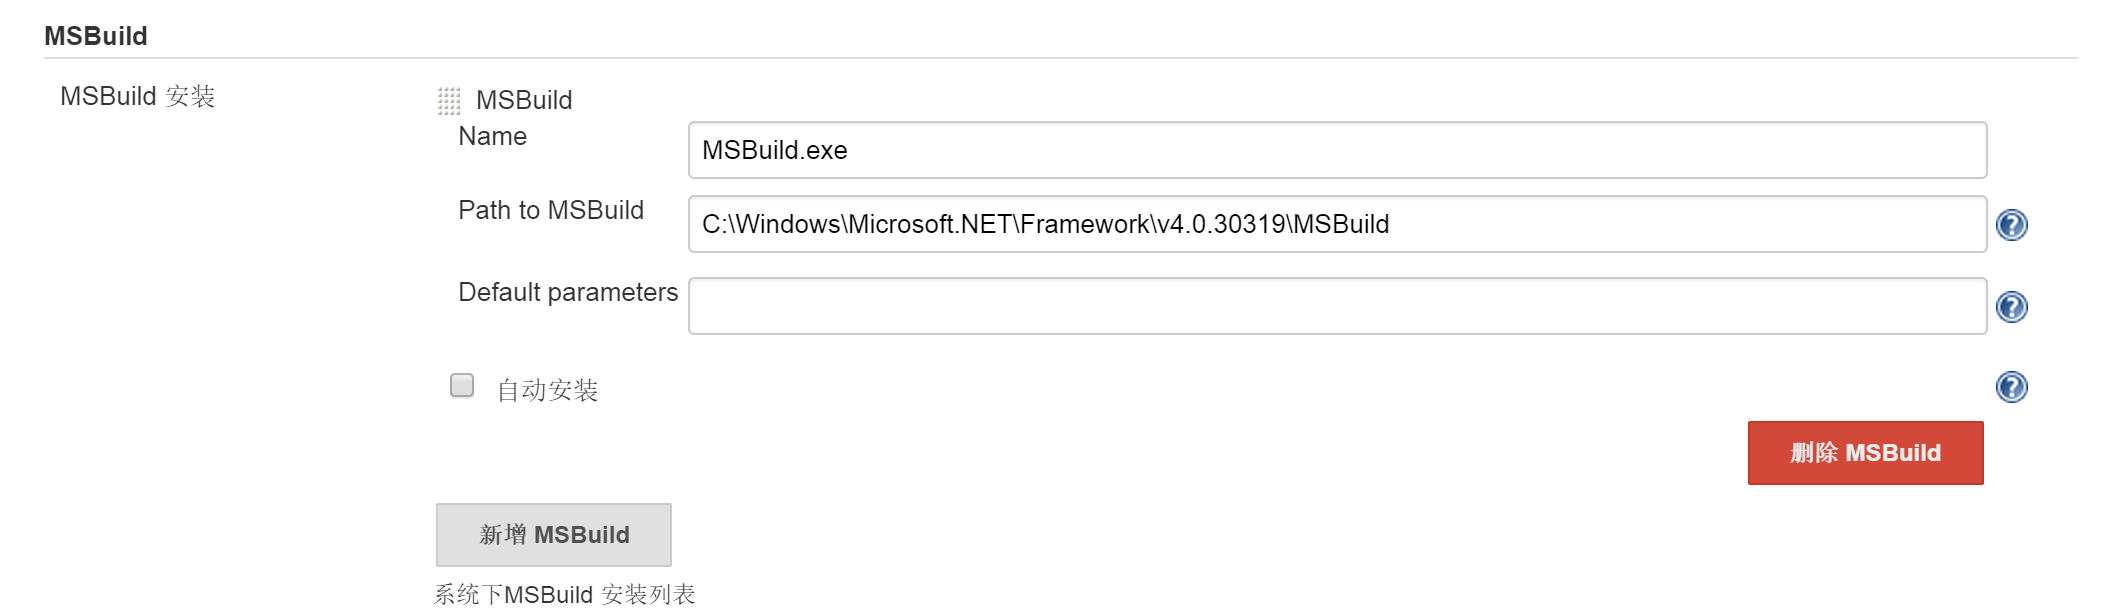 MSBuild
MSBuild 安装
MSBuild
Name
MSBuild.exe
Path to MSBuild
C:\Windows\Microsoft.NET\Framework\v4.0.30319\MSBuild
Default parameters
自动安装
删除 MSBuild
新增 MSBuild
系统下MSBuild 安装列表